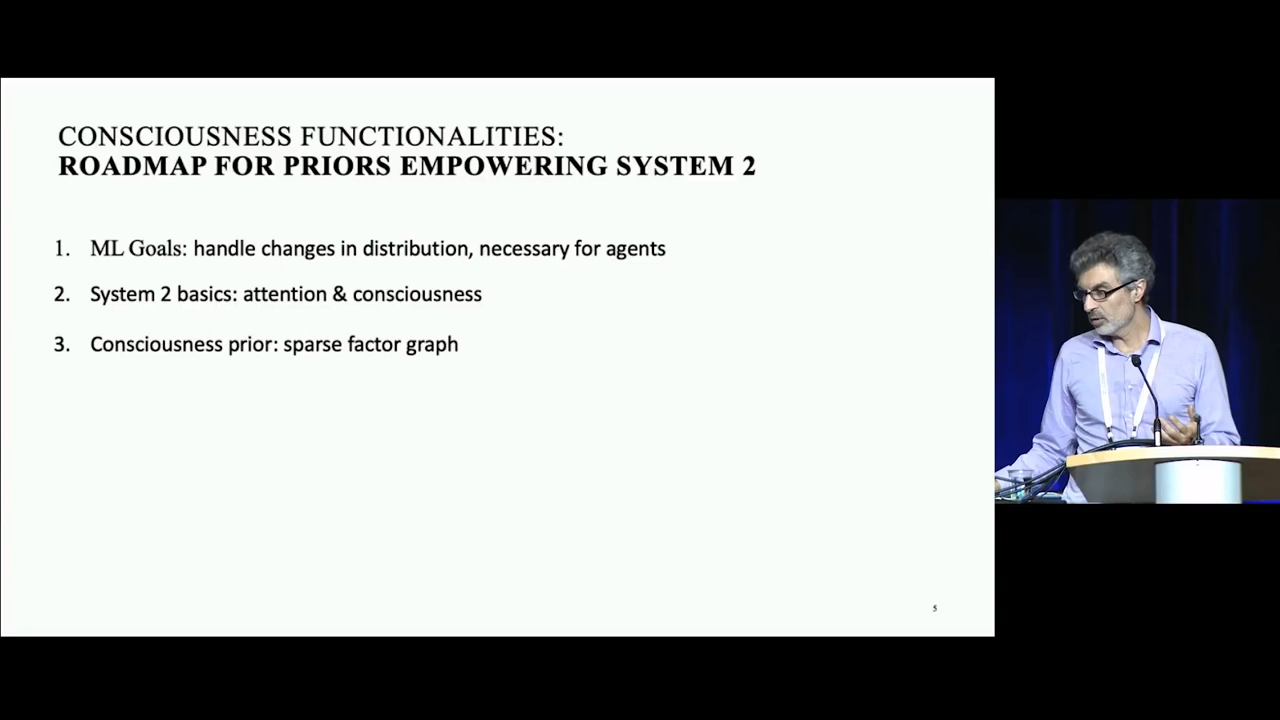 CONSCIOUSNESS FUNCTIONALITIES:
ROADMAP FOR PRIORS EMPOWERING SYSTEM 2
1. ML Goals: handle changes in distribution, necessary for agents
2. System 2 basics: attention & consciousness
3. Consciousness prior: sparse factor graph
5